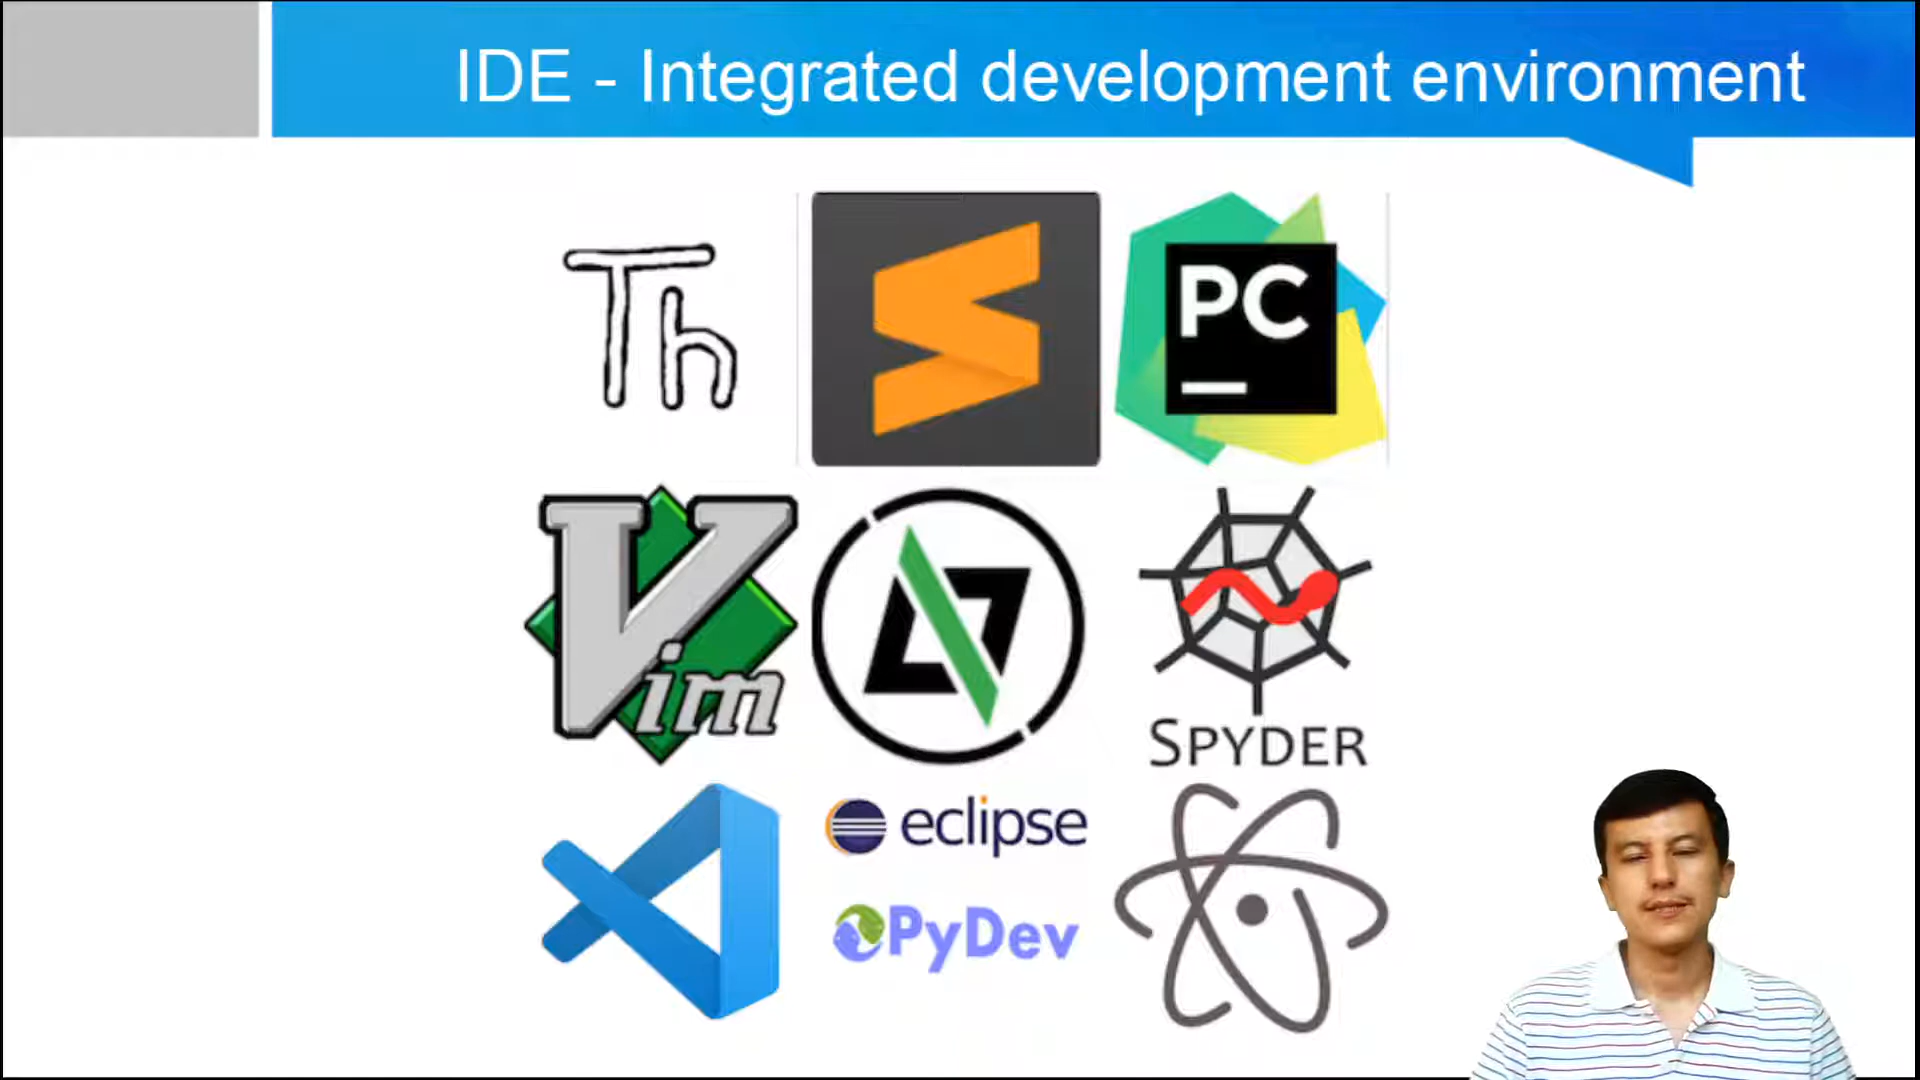 IDE - Integrated development environment
Th
PC
Vim
SPYDER
eclipse
PyDev